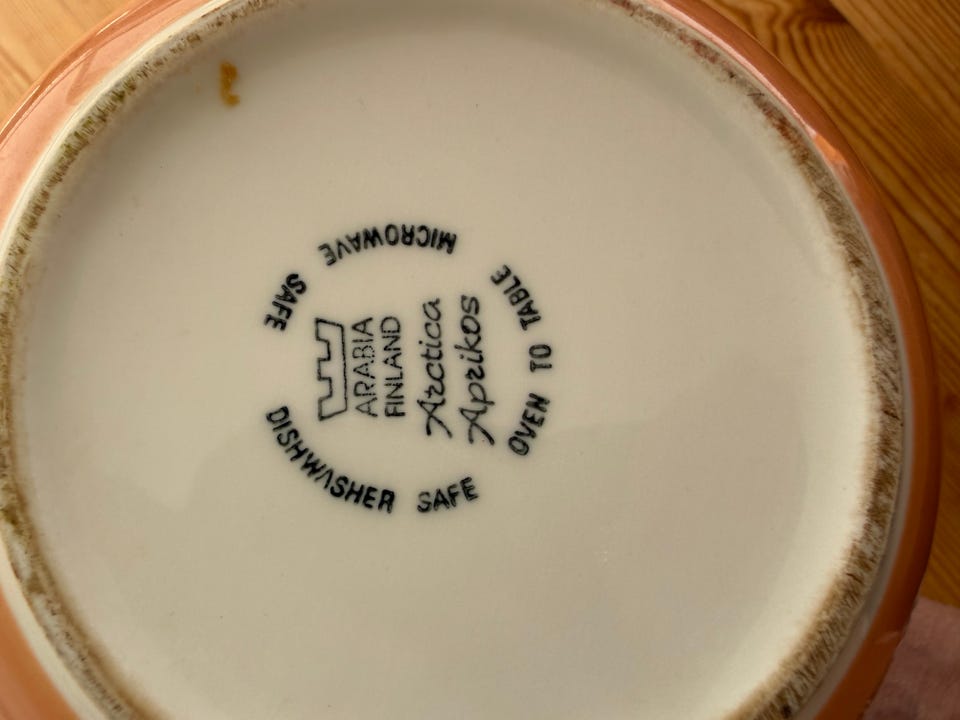 ARABIA
FINLAND
Arctica
Aprikos
DISHWASHER SAFE
OVEN TO TABLE
MICROWAVE SAFE